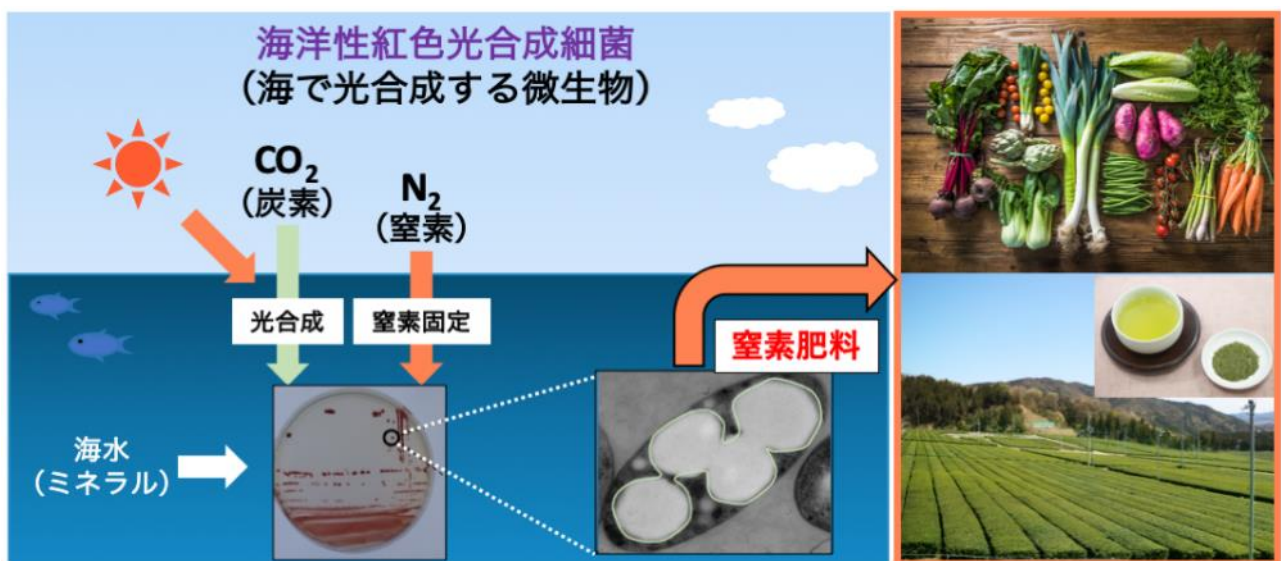 海洋性紅色光合成細菌
（海で光合成する微生物）
CO₂
（炭素）
N₂
（窒素）
光合成
窒素固定
窒素肥料
海水
（ミネラル）